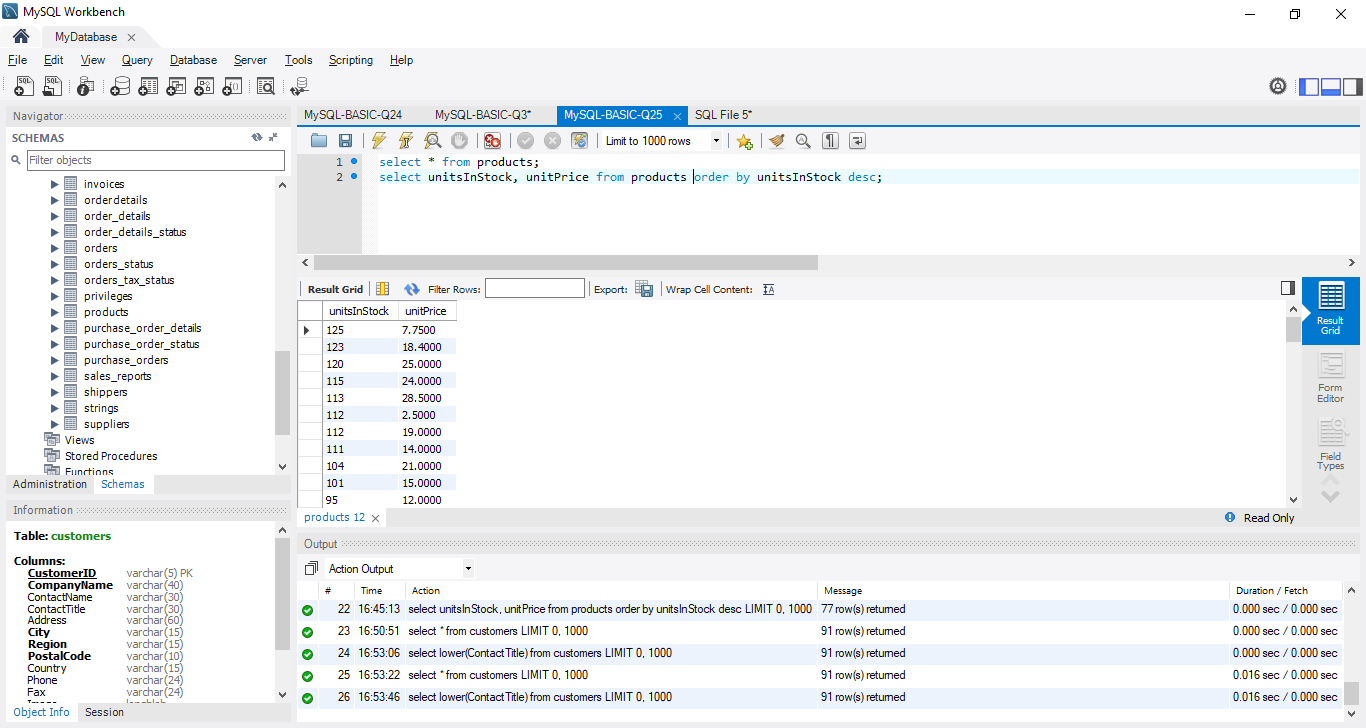 MySQL Workbench
MyDatabase
File Edit View Query Database Server Tools Scripting Help
Navigator
SCHEMAS
Filter objects
invoices
orderdetails
order_details
order_details_status
orders
orders_status
orders_tax_status
privileges
products
purchase_order_details
purchase_order_status
purchase_orders
sales_reports
shippers
strings
suppliers
Views
Stored Procedures
Functions
Administration Schemas
Information
Table: customers
Columns:
CustomerID varchar(5) PK
CompanyName varchar(40)
ContactName varchar(30)
ContactTitle varchar(30)
Address varchar(60)
City varchar(15)
Region varchar(15)
PostalCode varchar(10)
Country varchar(15)
Phone varchar(24)
Fax varchar(24)
Image longblob
Object Info Session
MySQL-BASIC-Q24 MySQL-BASIC-Q3* MySQL-BASIC-Q25 SQL File 5*
Limit to 1000 rows
1 select * from products;
2 select unitsInStock, unitPrice from products order by unitsInStock desc;
Result Grid Filter Rows: Export: Wrap Cell Content:
unitsInStock unitPrice
125 7.7500
123 18.4000
120 25.0000
115 24.0000
113 28.5000
112 2.5000
112 19.0000
111 14.0000
104 21.0000
101 15.0000
95 12.0000
Result
Grid
Form
Editor
Field
Types
products 12
Read Only
Output
Action Output
# Time Action Message Duration / Fetch
22 16:45:13 select unitsInStock, unitPrice from products order by unitsInStock desc LIMIT 0, 1000 77 row(s) returned 0.000 sec / 0.000 sec
23 16:50:51 select * from customers LIMIT 0, 1000 91 row(s) returned 0.000 sec / 0.000 sec
24 16:53:06 select lower(ContactTitle) from customers LIMIT 0, 1000 91 row(s) returned 0.000 sec / 0.000 sec
25 16:53:22 select * from customers LIMIT 0, 1000 91 row(s) returned 0.016 sec / 0.000 sec
26 16:53:46 select lower(ContactTitle) from customers LIMIT 0, 1000 91 row(s) returned 0.016 sec / 0.000 sec